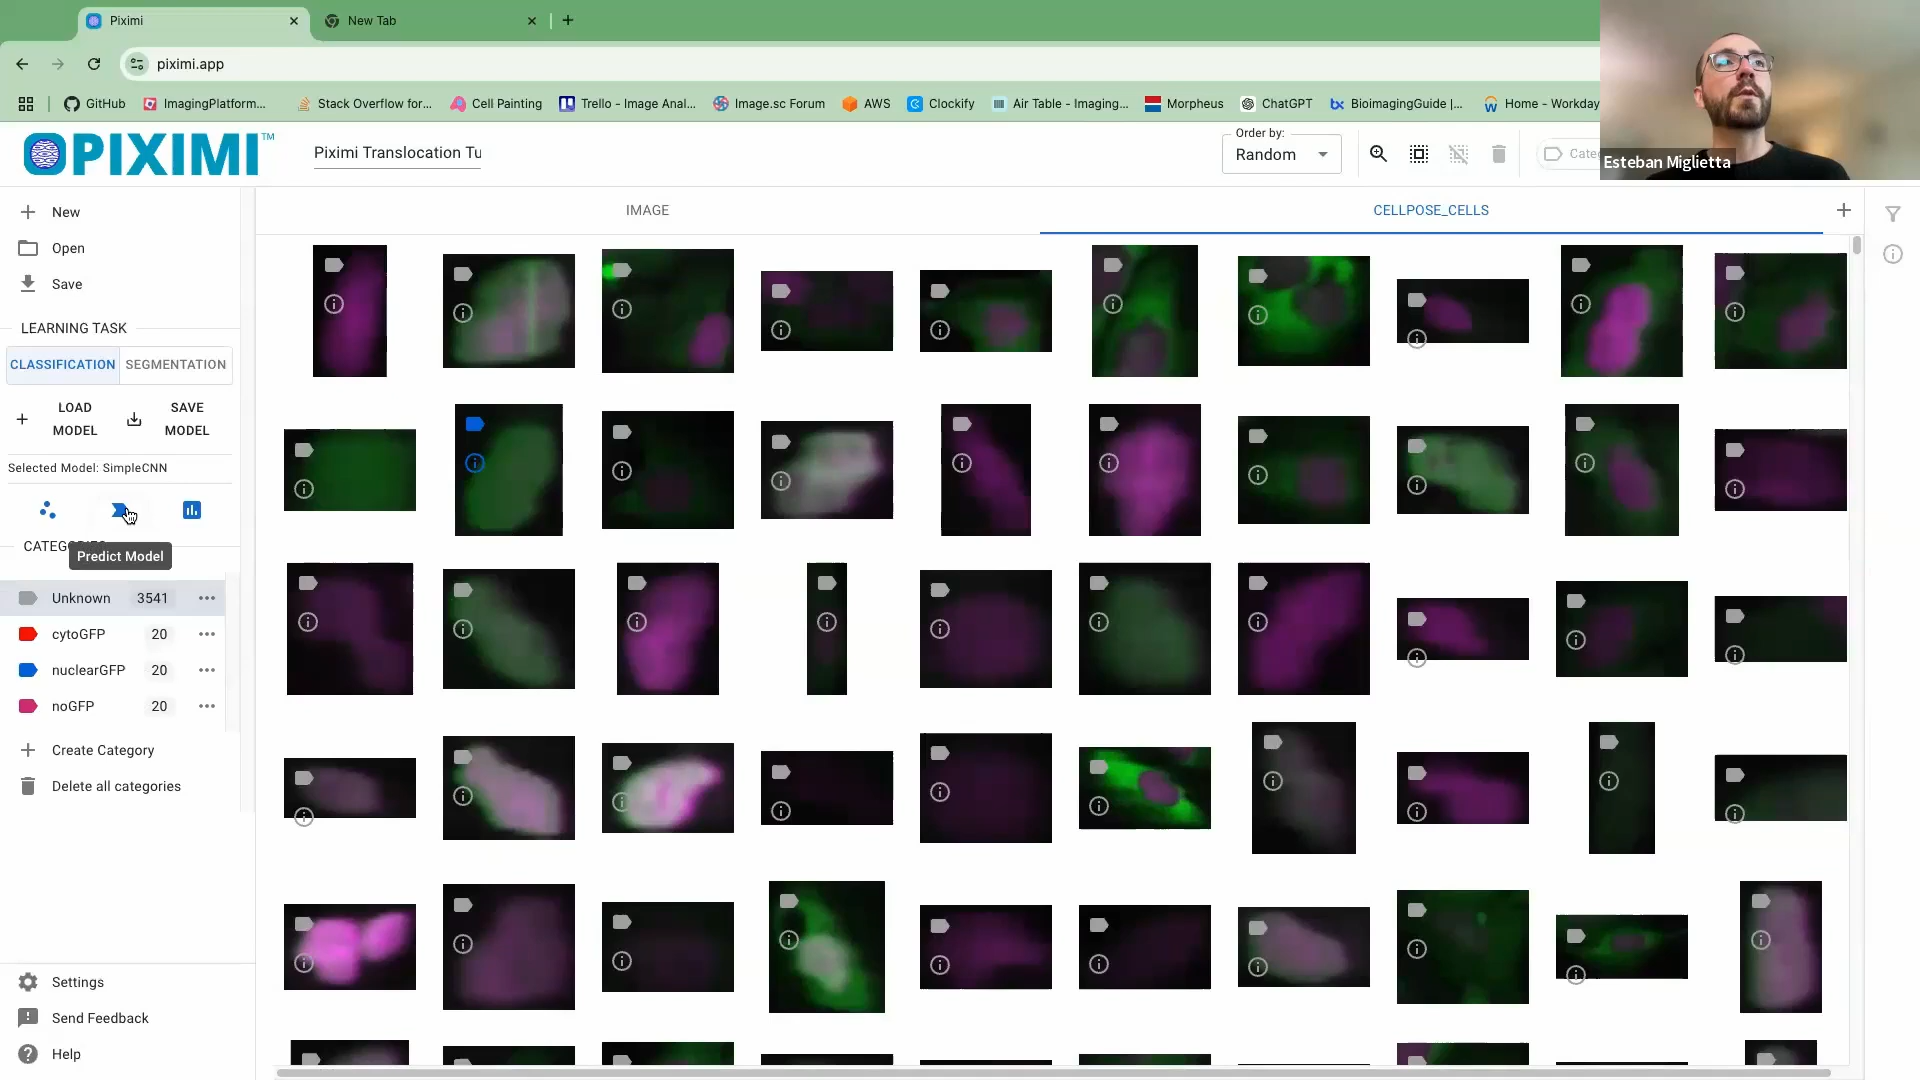 Piximi
New Tab
piximi.app
GitHub
ImagingPlatform...
Stack Overflow for...
Cell Painting
Trello - Image Anal...
Image.sc Forum
AWS
Clockify
Air Table - Imaging...
Morpheus
ChatGPT
BioimagingGuide |...
Home - Workday
PIXIMI™
Piximi Translocation Tu
Order by:
Random
Categ
Esteban Miglietta
New
Open
Save
LEARNING TASK
CLASSIFICATION
SEGMENTATION
LOAD MODEL
SAVE MODEL
Selected Model: SimpleCNN
CATEGORIES
Predict Model
Unknown 3541
cytoGFP 20
nuclearGFP 20
noGFP 20
Create Category
Delete all categories
Settings
Send Feedback
Help
IMAGE
CELLPOSE_CELLS